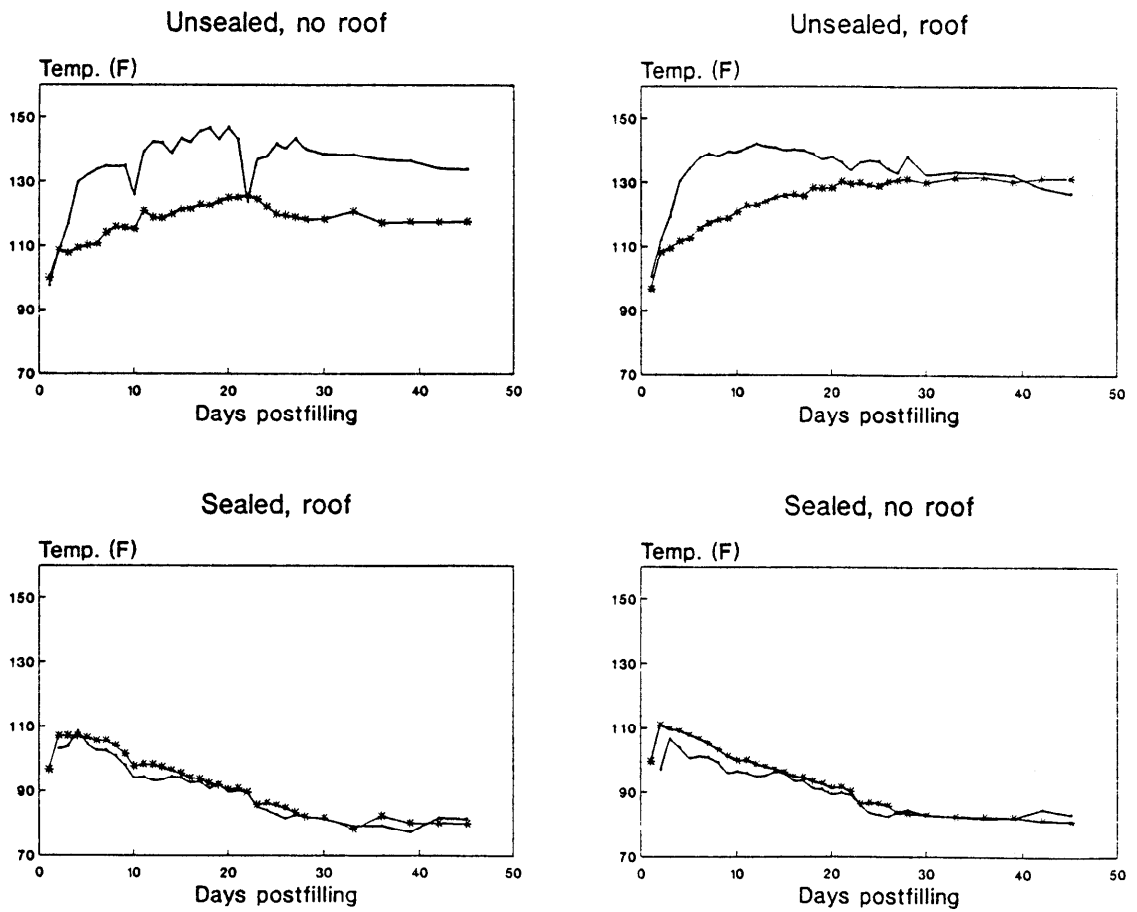 Unsealed, no roof
Unsealed, roof
Temp. (F)
Temp. (F)
150
130
110
90
70
0 10 20 30 40 50
Days postfilling
150
130
110
90
70
0 10 20 30 40 50
Days postfilling
Sealed, roof
Sealed, no roof
Temp. (F)
Temp. (F)
150
130
110
90
70
0 10 20 30 40 50
Days postfilling
150
130
110
90
70
0 10 20 30 40 50
Days postfilling